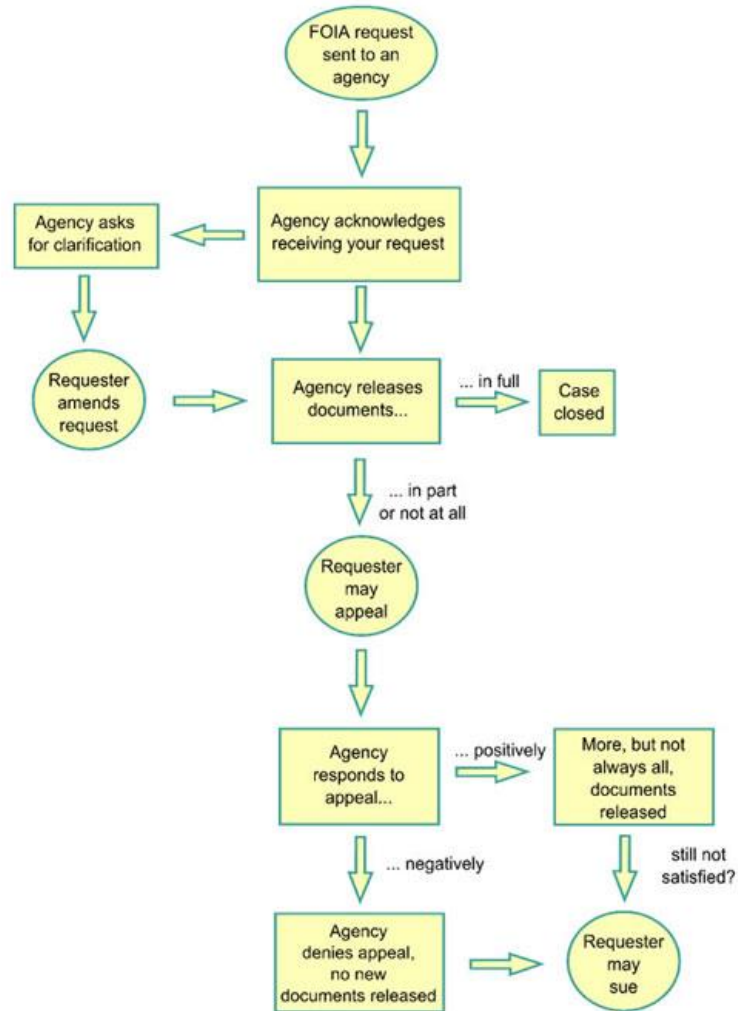 FOIA request
sent to an
agency
Agency asks
for clarification
Agency acknowledges
receiving your request
Requester
amends
request
Agency releases
documents...
... in full
Case
closed
... in part
or not at all
Requester
may
appeal
Agency
responds to
appeal...
... positively
More, but not
always all,
documents
released
... negatively
still not
satisfied?
Agency
denies appeal,
no new
documents released
Requester
may
sue